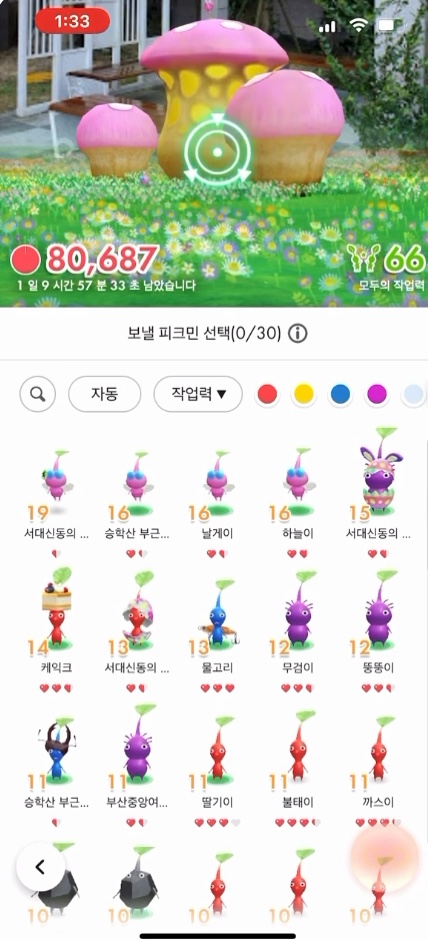 1:33
80,687
66
1 일 9 시간 57 분 33 초 남았습니다
모두의 작업력
보낼 피크민 선택(0/30)
자동
작업력 ▼
19 16 16 16 15
서대신동의 ... 승학산 부근... 날게이 하늘이 서대신동의 ...
14 13 13 12 12
케잌크 서대신동의 ... 물고리 무검이 뚱뚱이
11 11 11 11 11
승학산 부근... 부산중앙여... 딸기이 불태이 까스이
10 10 10 10 10